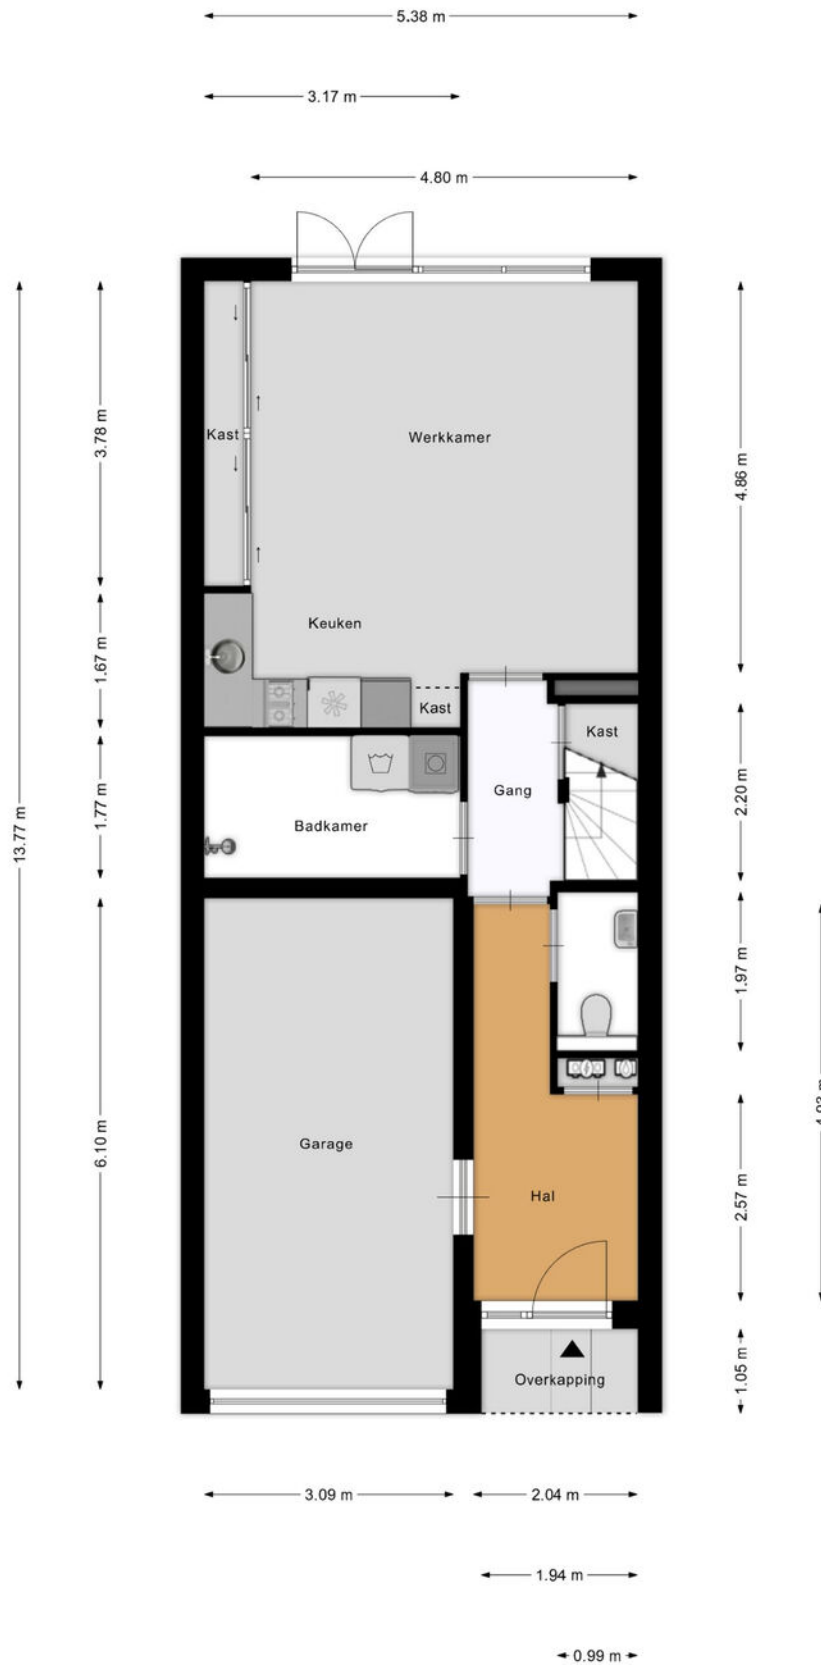 5.38 m
3.17 m
4.80 m
Kast
Werkkamer
3.78 m
4.86 m
Keuken
1.67 m
Kast
Kast
Gang
2.20 m
1.77 m
Badkamer
13.77 m
1.97 m
6.10 m
Garage
Hal
2.57 m
Overkapping
1.05 m
3.09 m
2.04 m
1.94 m
0.99 m